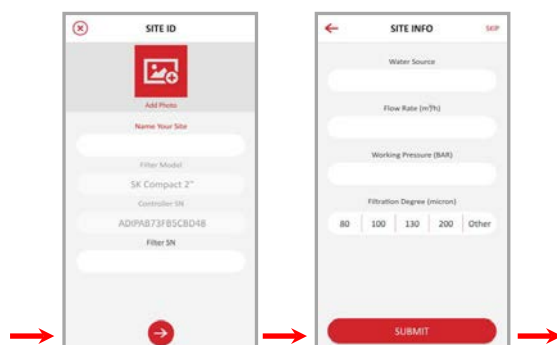 SITE ID
Add Photo
Name Your Site
Filter Model
SK Compact 2"
Controller SN
ADIPAB73FB5CBD4B
Filter SN
SITE INFO
SKIP
Water Source
Flow Rate (m³/h)
Working Pressure (BAR)
Filtration Degree (micron)
80 100 130 200 Other
SUBMIT